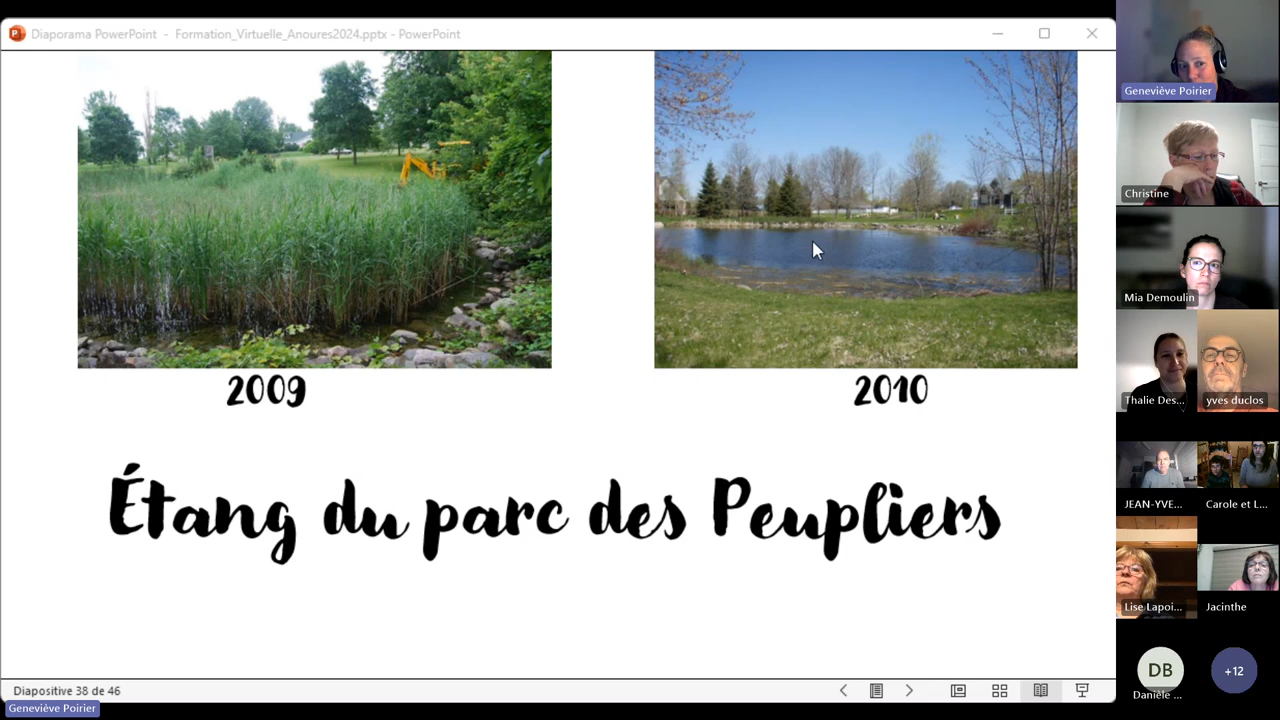 Diaporama PowerPoint - Formation_Virtuelle_Anoures2024.pptx - PowerPoint
2009
2010
Étang du parc des Peupliers
Diapositive 38 de 46
Geneviève Poirier
Geneviève Poirier
Christine
Mia Demoulin
Thalie Des...
yves duclos
JEAN-YVE...
Carole et L...
Lise Lapoi...
Jacinthe
DB
Danièle ...
+12